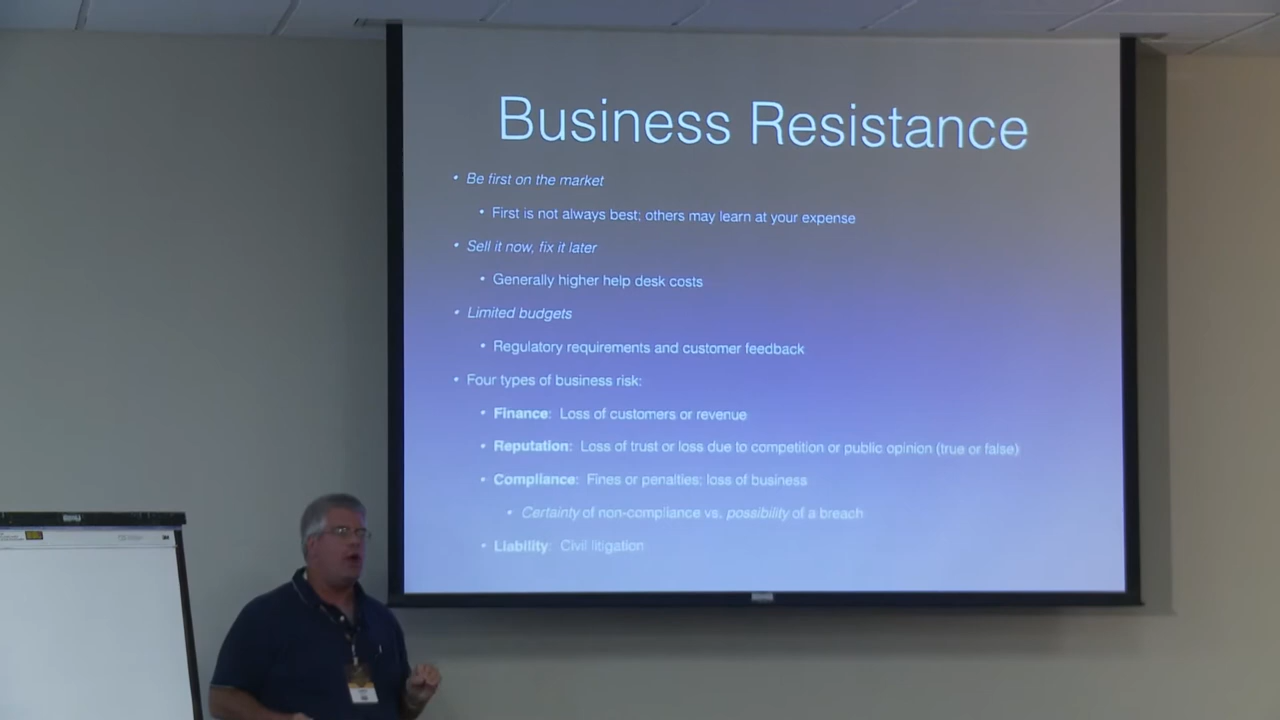 Business Resistance
• Be first on the market
• First is not always best; others may learn at your expense
• Sell it now, fix it later
• Generally higher help desk costs
• Limited budgets
• Regulatory requirements and customer feedback
• Four types of business risk:
• Finance: Loss of customers or revenue
• Reputation: Loss of trust or loss due to competition or public opinion (true or false)
• Compliance: Fines or penalties; loss of business
• Certainty of non-compliance vs. possibility of a breach
• Liability: Civil litigation